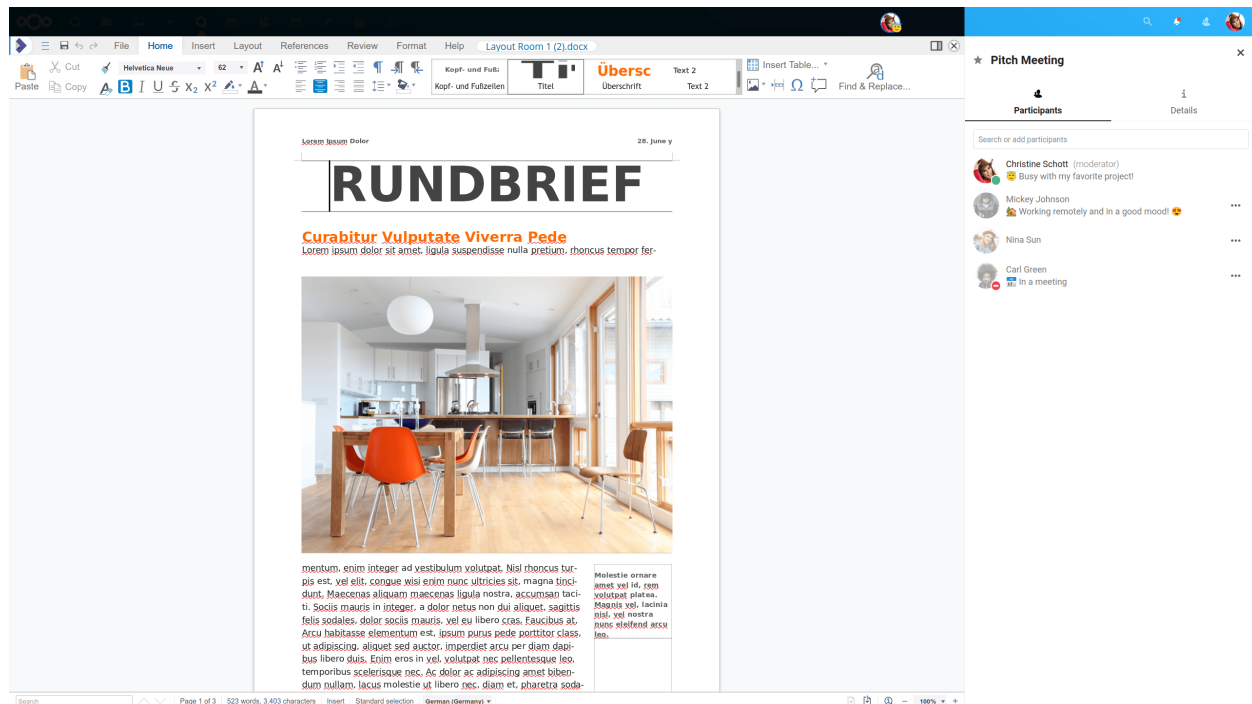 File Home Insert Layout References Review Format Help Layout Room 1 (2).docx
Paste
Cut
Copy
Helvetica Neue 62
Kopf- und Fuß:
Kopf- und Fußzeilen
Titel
Übersc
Überschrift
Text 2
Text 2
Insert Table...
Find & Replace...
Lorem Ipsum Dolor 28. June y
RUNDBRIEF
Curabitur Vulputate Viverra Pede
Lorem ipsum dolor sit amet, ligula suspendisse nulla pretium, rhoncus tempor fer-
mentum, enim integer ad vestibulum volutpat. Nisl rhoncus tur-
pis est, vel elit, congue wisi enim nunc ultricies sit, magna tinci-
dunt. Maecenas aliquam maecenas ligula nostra, accumsan taci-
ti. Sociis mauris in integer, a dolor netus non dui aliquet, sagittis
felis sodales, dolor sociis mauris, vel eu libero cras. Faucibus at.
Arcu habitasse elementum est, ipsum purus pede porttitor class,
ut adipiscing, aliquet sed auctor, imperdiet arcu per diam dapi-
bus libero duis. Enim eros in vel, volutpat nec pellentesque leo,
temporibus scelerisque nec. Ac dolor ac adipiscing amet biben-
dum nullam, lacus molestie ut libero nec, diam et, pharetra soda-
Molestie ornare
amet vel id, rem
volutpat platea.
Magnis vel, lacinia
nisl, vel nostra
nunc eleifend arcu
leo.
Search Page 1 of 3 523 words, 3.403 characters Insert Standard selection German (Germany) 100%
Pitch Meeting
Participants Details
Search or add participants
Christine Schott (moderator)
😇 Busy with my favorite project!
Mickey Johnson
🏡 Working remotely and in a good mood! 😍
Nina Sun
Carl Green
📅 In a meeting